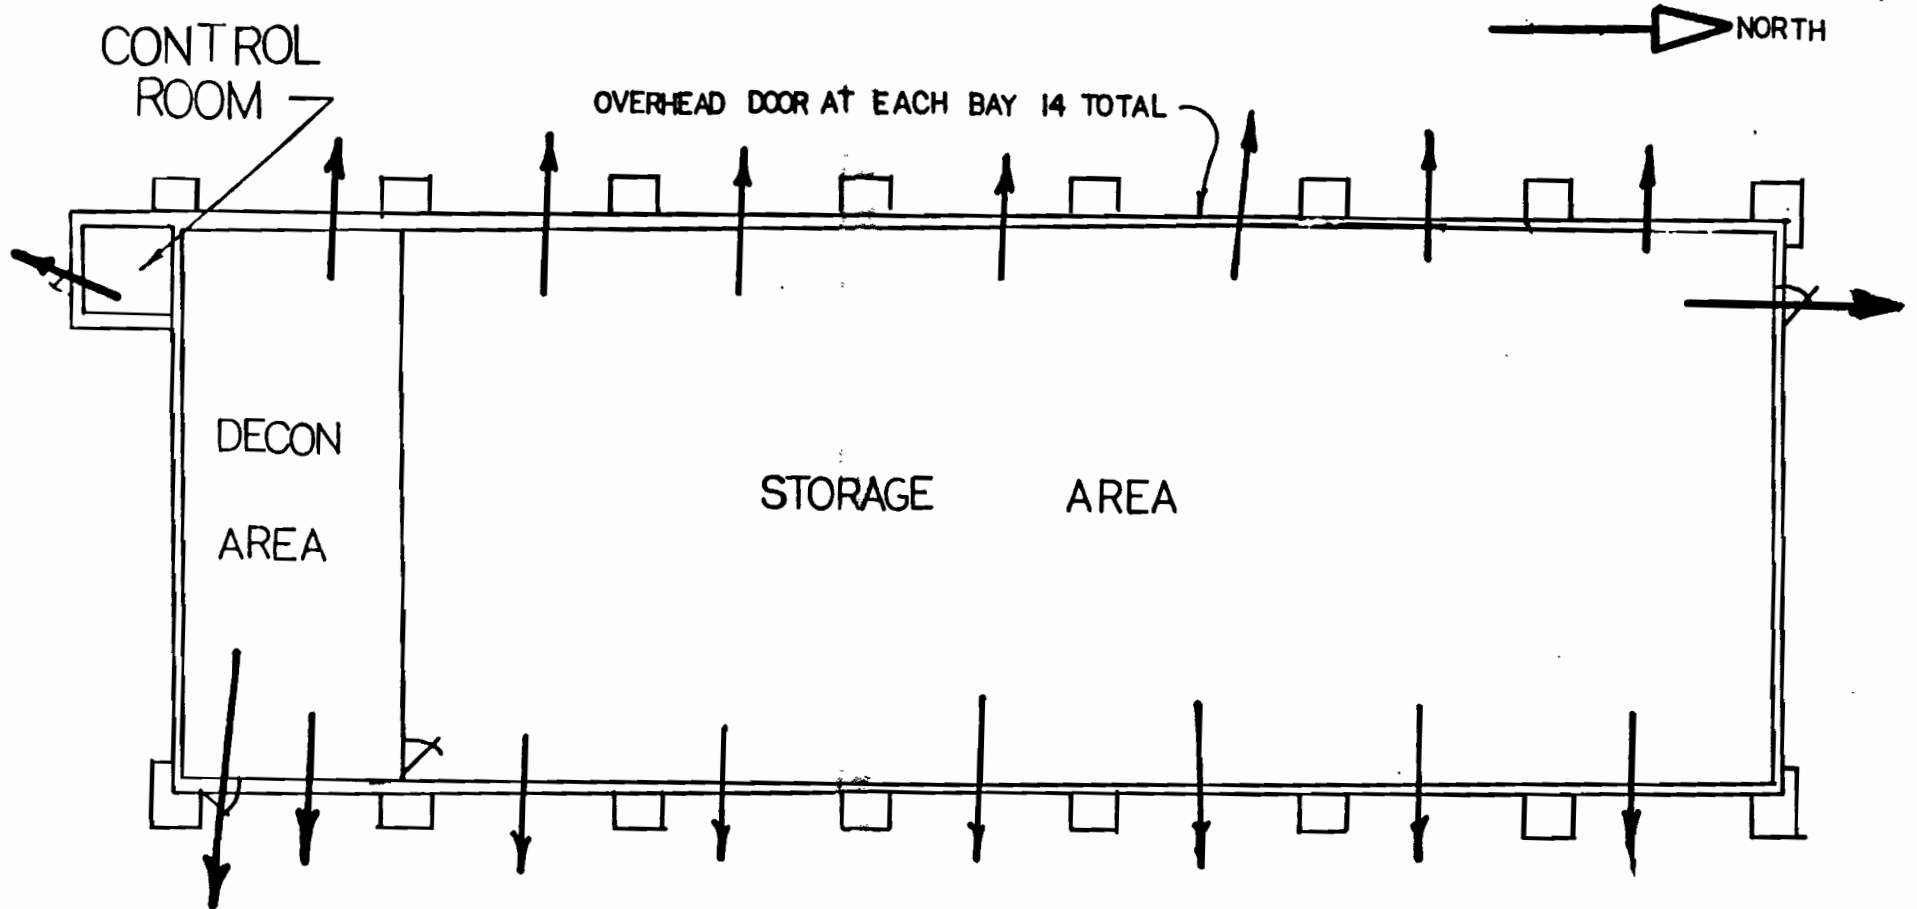 NORTH
CONTROL
ROOM
OVERHEAD DOOR AT EACH BAY 14 TOTAL
DECON
AREA
STORAGE AREA